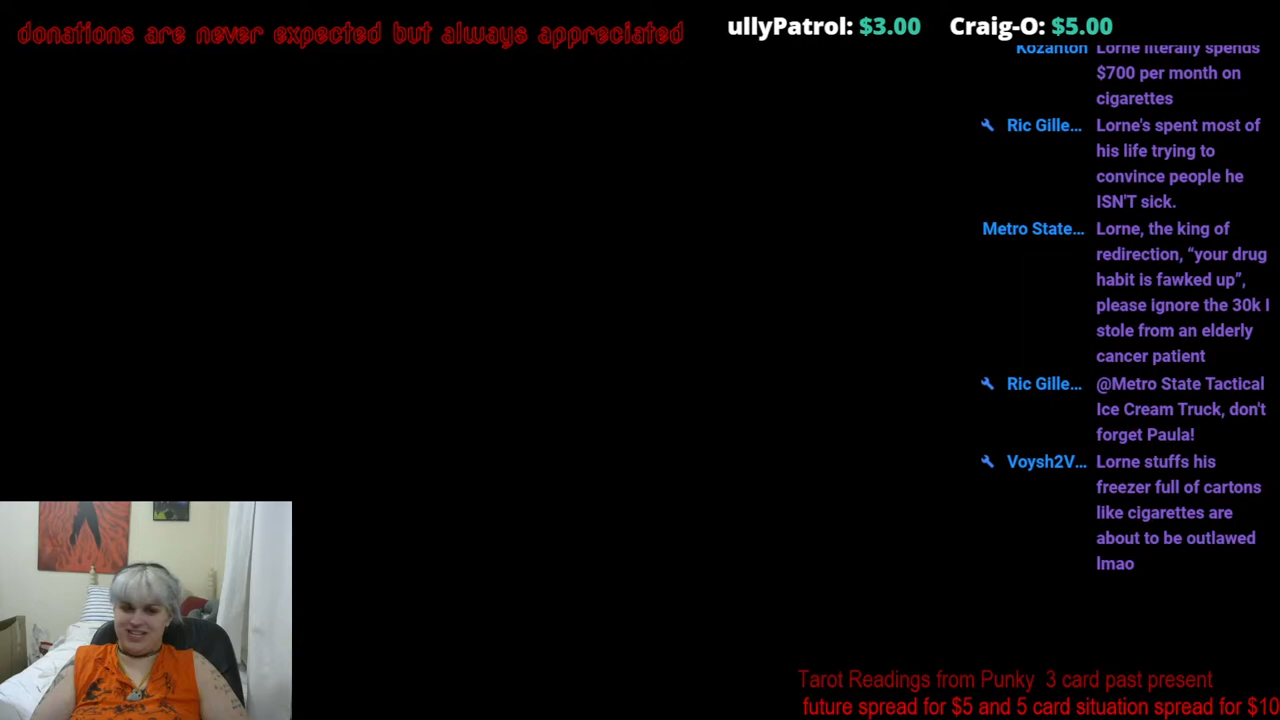 donations are never expected but always appreciated
ullyPatrol: $3.00 Craig-O: $5.00
Kozanton Lorne literally spends
$700 per month on
cigarettes
Ric Gille... Lorne's spent most of
his life trying to
convince people he
ISN'T sick.
Metro State... Lorne, the king of
redirection, “your drug
habit is fawked up”,
please ignore the 30k I
stole from an elderly
cancer patient
Ric Gille... @Metro State Tactical
Ice Cream Truck, don't
forget Paula!
Voysh2V... Lorne stuffs his
freezer full of cartons
like cigarettes are
about to be outlawed
lmao
Tarot Readings from Punky 3 card past present
future spread for $5 and 5 card situation spread for $10